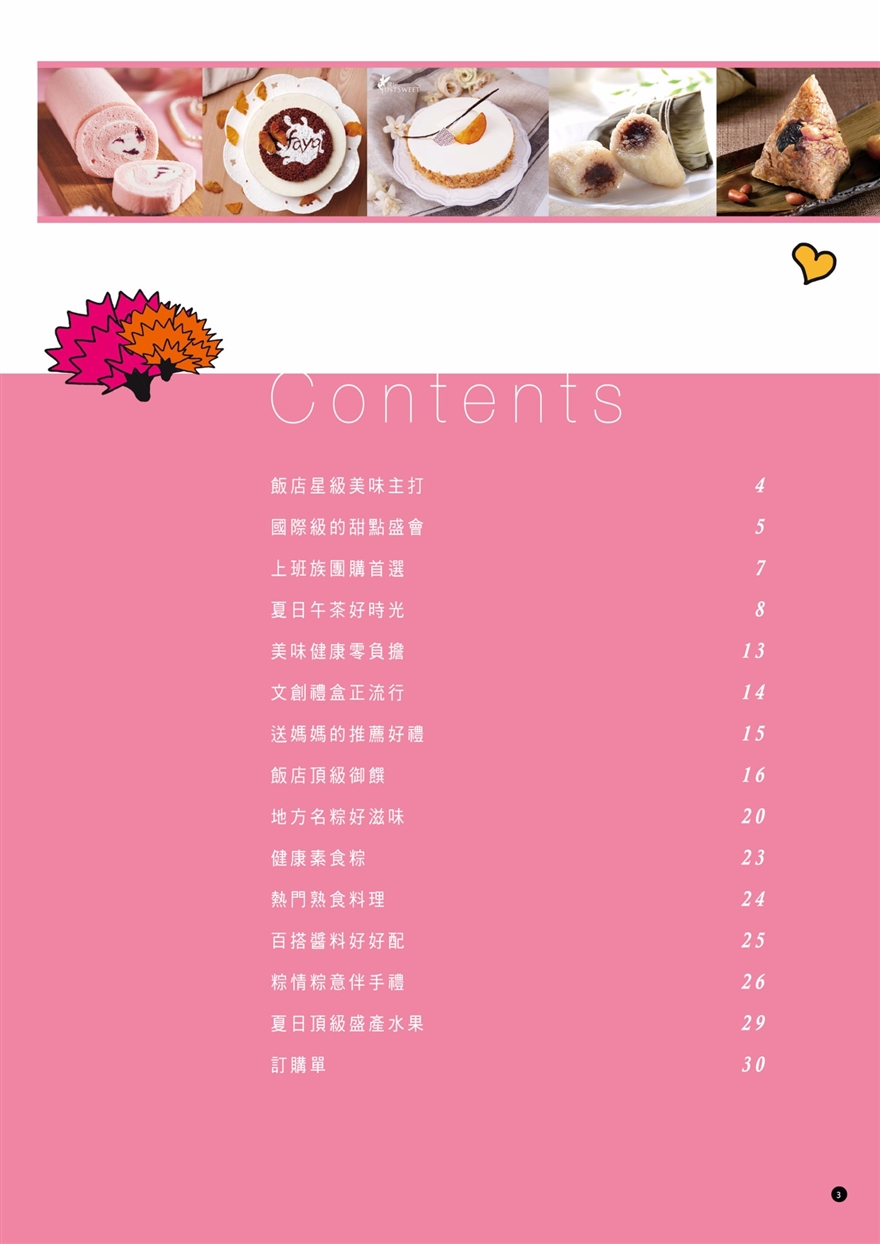 faya
Contents
飯店星級美味主打 4
國際級的甜點盛會 5
上班族團購首選 7
夏日午茶好時光 8
美味健康零負擔 13
文創禮盒正流行 14
送媽媽的推薦好禮 15
飯店頂級御饌 16
地方名粽好滋味 20
健康素食粽 23
熱門熟食料理 24
百搭醬料好好配 25
粽情粽意伴手禮 26
夏日頂級盛產水果 29
訂購單 30
3